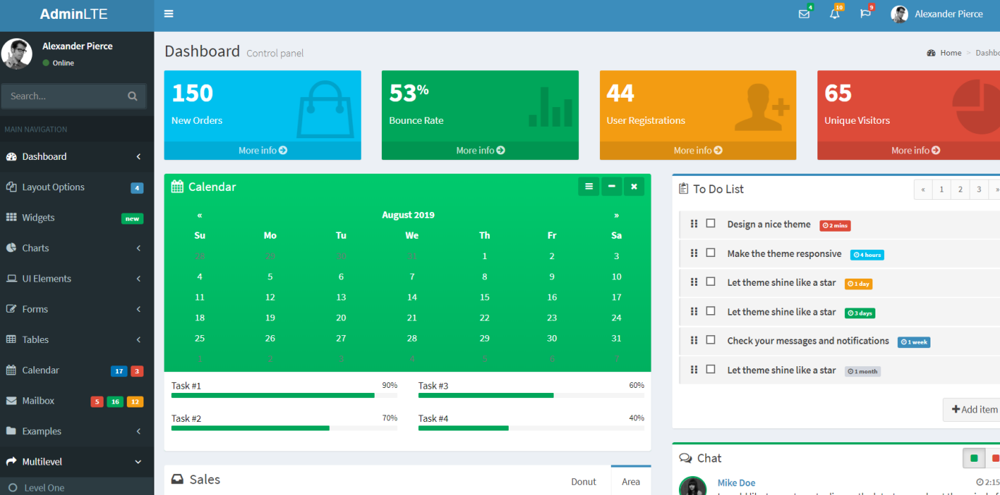 AdminLTE
4
10
9
Alexander Pierce
Alexander Pierce
Online
Search...
MAIN NAVIGATION
Dashboard
Layout Options 4
Widgets new
Charts
UI Elements
Forms
Tables
Calendar 17 3
Mailbox 5 16 12
Examples
Multilevel
Level One
Dashboard Control panel
Home > Dashbo
150
New Orders
More info
53%
Bounce Rate
More info
44
User Registrations
More info
65
Unique Visitors
More info
Calendar
« August 2019 »
Su Mo Tu We Th Fr Sa
28 29 30 31 1 2 3
4 5 6 7 8 9 10
11 12 13 14 15 16 17
18 19 20 21 22 23 24
25 26 27 28 29 30 31
1 2 3 4 5 6 7
Task #1 90%
Task #3 60%
Task #2 70%
Task #4 40%
Sales
Donut
Area
To Do List
« 1 2 3 »
Design a nice theme 2 mins
Make the theme responsive 4 hours
Let theme shine like a star 1 day
Let theme shine like a star 3 days
Check your messages and notifications 1 week
Let theme shine like a star 1 month
+ Add item
Chat
Mike Doe
2:15